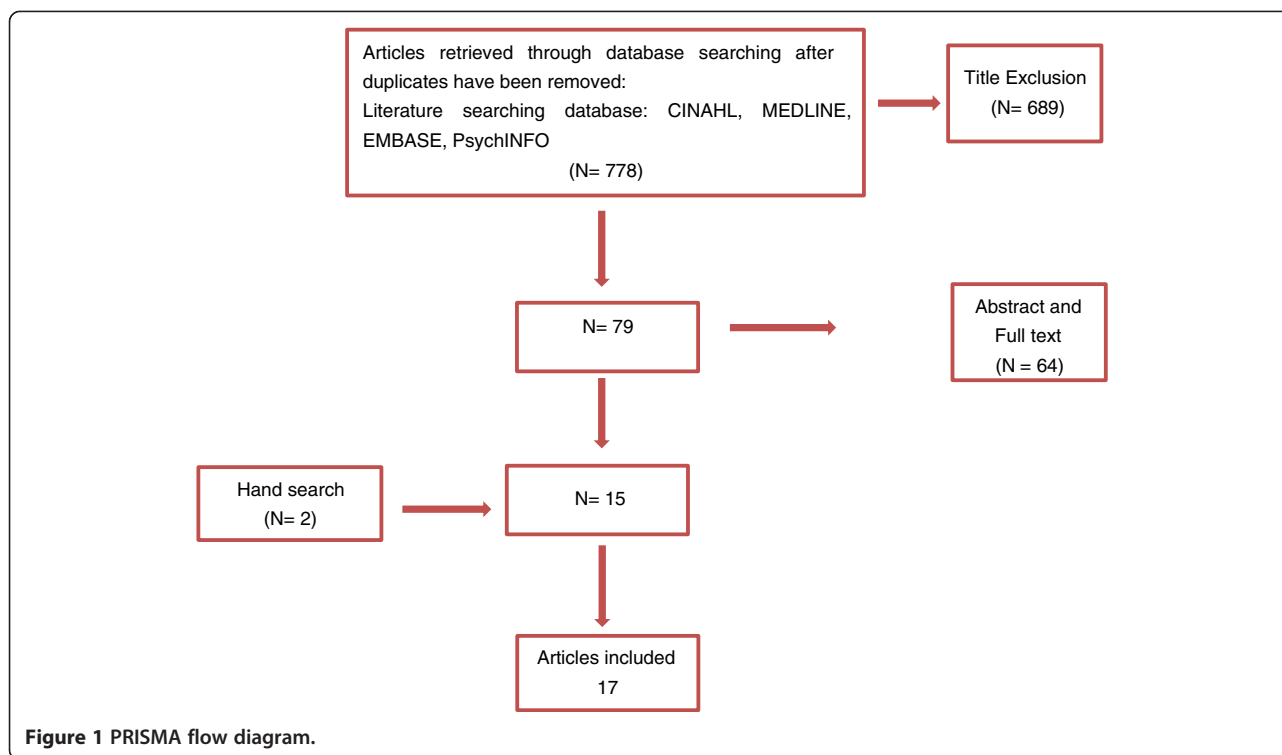 Articles retrieved through database searching after
duplicates have been removed:
Literature searching database: CINAHL, MEDLINE,
EMBASE, PsychINFO
(N= 778)
Title Exclusion
(N= 689)
N= 79
Abstract and
Full text
(N = 64)
Hand search
(N= 2)
N= 15
Articles included
17
Figure 1 PRISMA flow diagram.